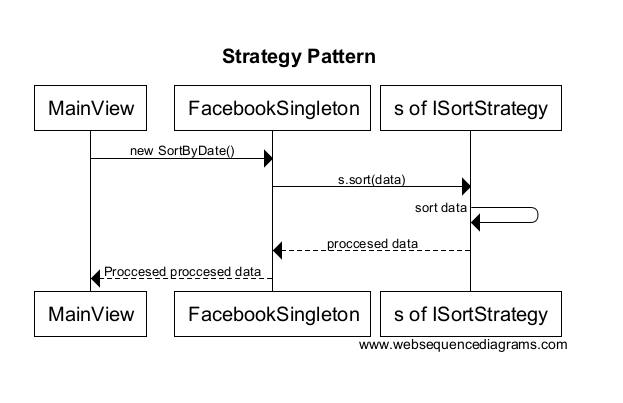 Strategy Pattern
MainView
FacebookSingleton
s of ISortStrategy
new SortByDate()
s.sort(data)
sort data
proccesed data
Proccesed proccesed data
MainView
FacebookSingleton
s of ISortStrategy
www.websequencediagrams.com